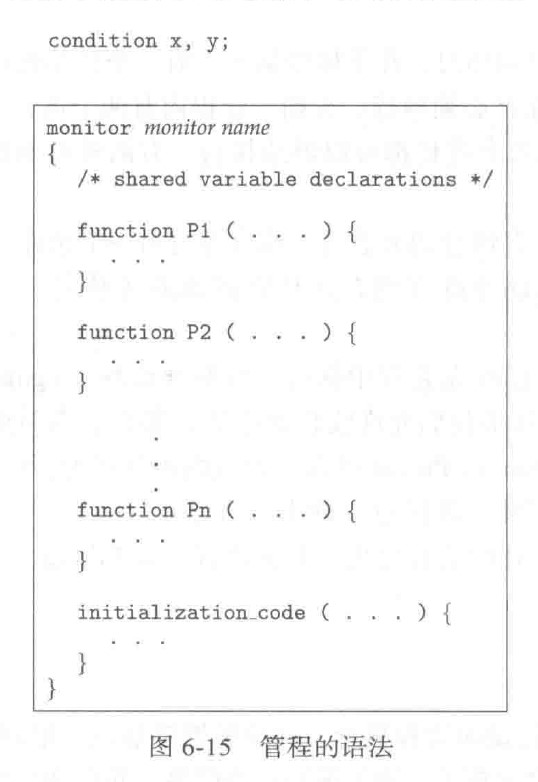 condition x, y;
monitor monitor name
{
/* shared variable declarations */
function P1 ( . . . ) {
. . .
}
function P2 ( . . . ) {
. . .
}
.
.
.
function Pn ( . . . ) {
. . .
}
initialization_code ( . . . ) {
. . .
}
}
图 6-15 管程的语法